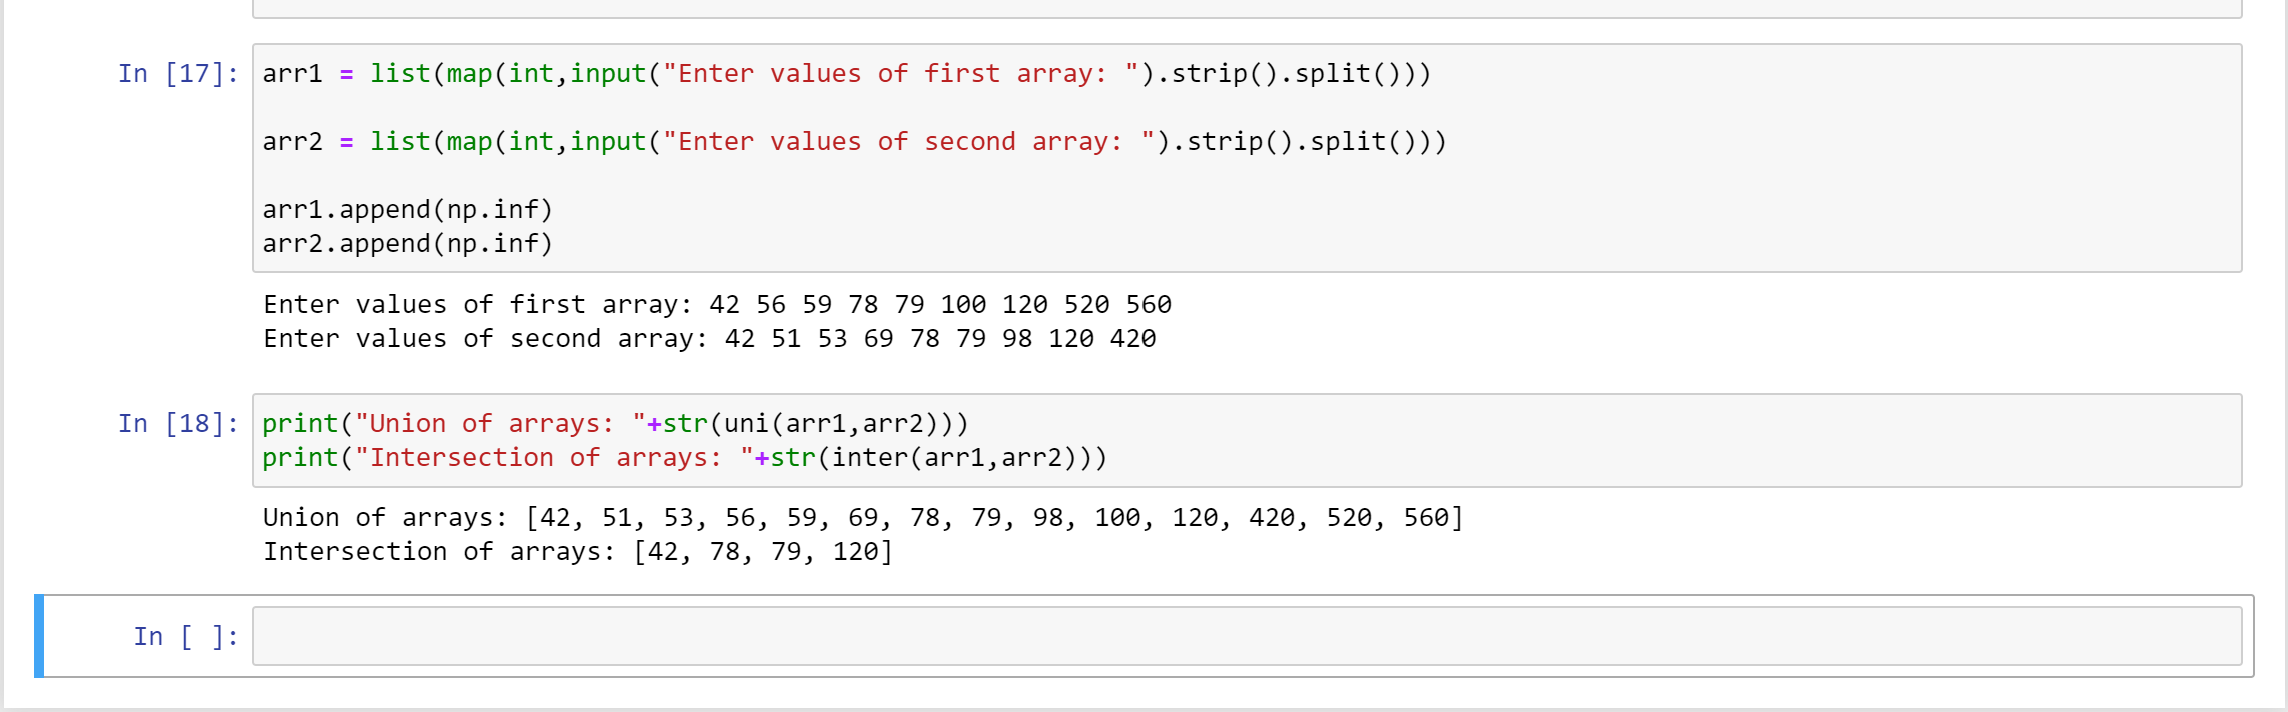 In [17]: arr1 = list(map(int,input("Enter values of first array: ").strip().split()))
arr2 = list(map(int,input("Enter values of second array: ").strip().split()))
arr1.append(np.inf)
arr2.append(np.inf)
Enter values of first array: 42 56 59 78 79 100 120 520 560
Enter values of second array: 42 51 53 69 78 79 98 120 420
In [18]: print("Union of arrays: "+str(uni(arr1,arr2)))
print("Intersection of arrays: "+str(inter(arr1,arr2)))
Union of arrays: [42, 51, 53, 56, 59, 69, 78, 79, 98, 100, 120, 420, 520, 560]
Intersection of arrays: [42, 78, 79, 120]
In [ ]: